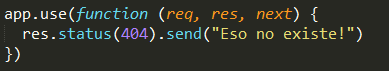 app.use(function (req, res, next) {
  res.status(404).send("Eso no existe!")
})